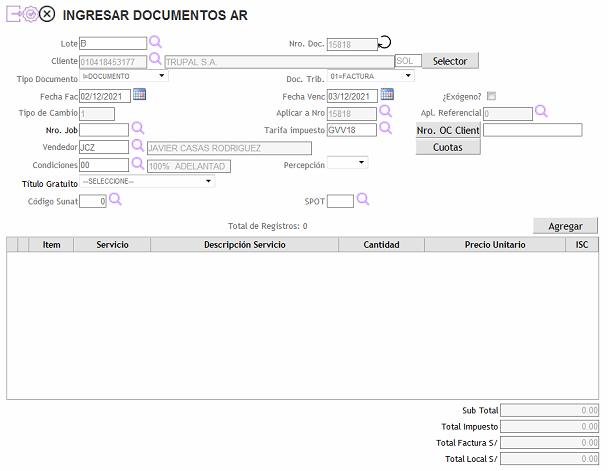 INGRESAR DOCUMENTOS AR
Lote B Nro. Doc. 15818
Cliente 010418453177 TRUPAL S.A. SOL Selector
Tipo Documento I=DOCUMENTO Doc. Trib. 01=FACTURA
Fecha Fac 02/12/2021 Fecha Venc 03/12/2021 ¿Exógeno?
Tipo de Cambio 1 Aplicar a Nro 15818 Apl. Referencial 0
Nro. Job Tarifa impuesto GVV18 Nro. OC Client
Vendedor JCZ JAVIER CASAS RODRIGUEZ Cuotas
Condiciones 00 100% ADELANTAD Percepción
Título Gratuito --SELECCIONE--
Código Sunat 0 SPOT
Total de Registros: 0 Agregar
Item Servicio Descripción Servicio Cantidad Precio Unitario ISC
Sub Total 0.00
Total Impuesto 0.00
Total Factura S/ 0.00
Total Local S/ 0.00